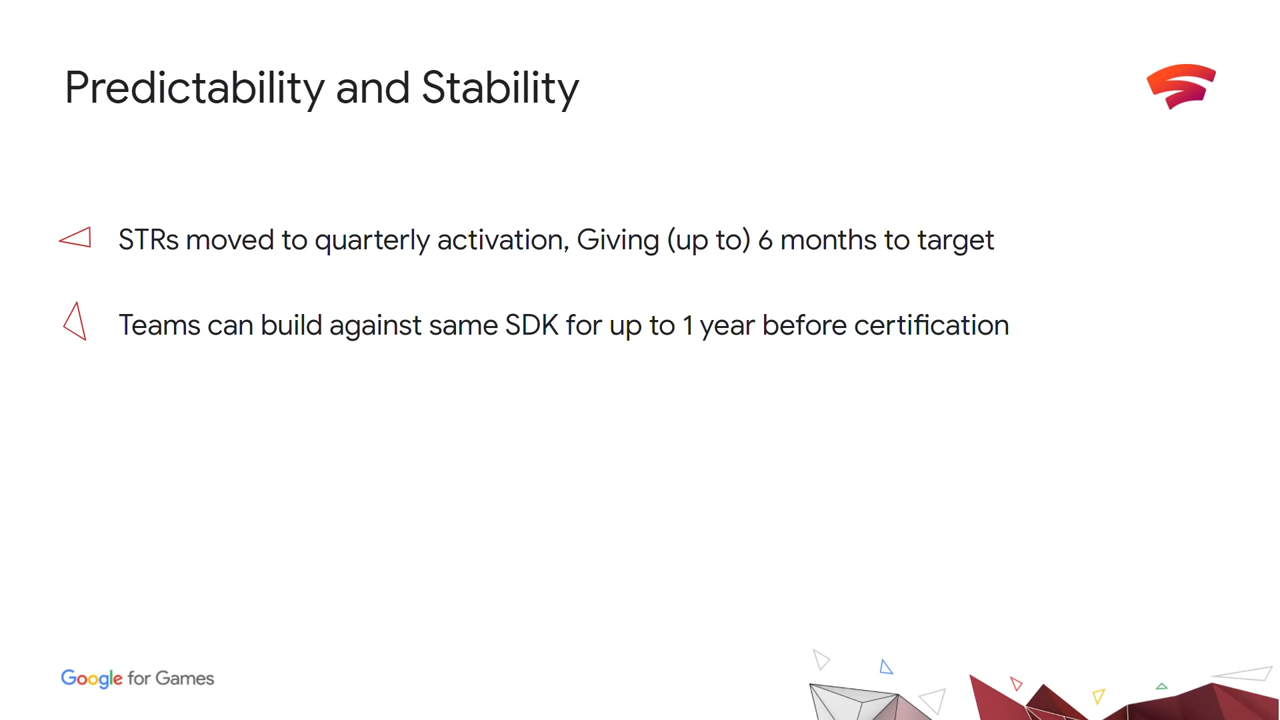 Predictability and Stability
STRs moved to quarterly activation, Giving (up to) 6 months to target
Teams can build against same SDK for up to 1 year before certification
Google for Games